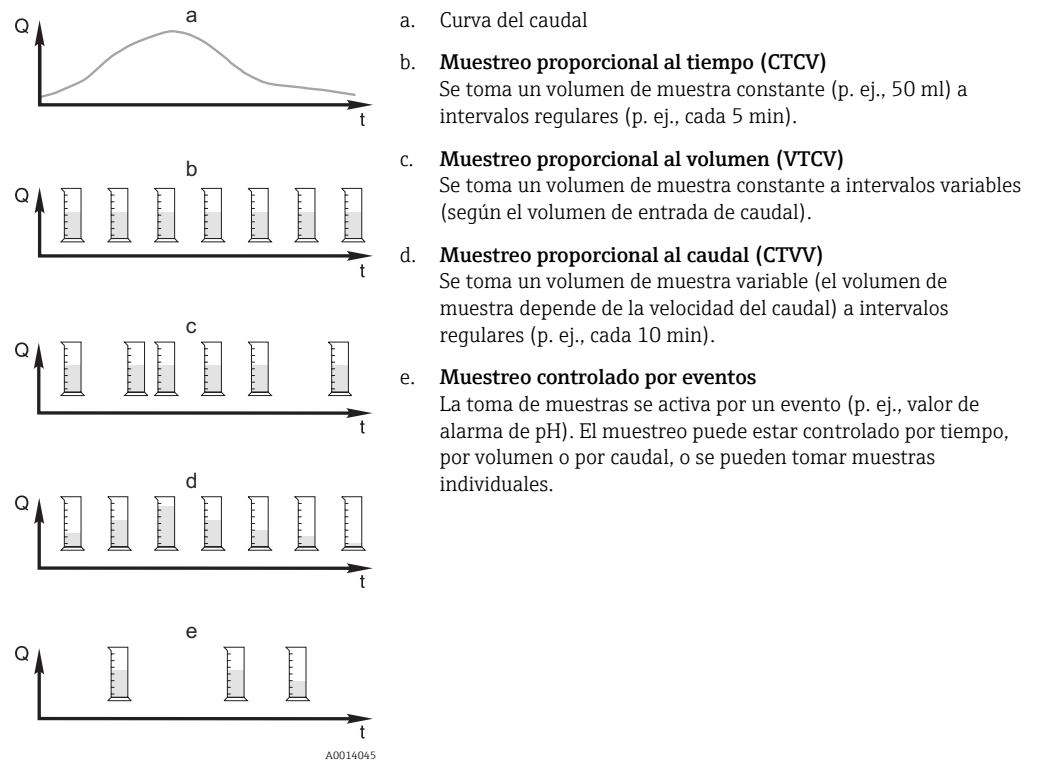 a
Q
t
b
Q
t
c
Q
t
d
Q
t
e
Q
t
A0014045
a. Curva del caudal
b. Muestreo proporcional al tiempo (CTCV)
Se toma un volumen de muestra constante (p. ej., 50 ml) a
intervalos regulares (p. ej., cada 5 min).
c. Muestreo proporcional al volumen (VTCV)
Se toma un volumen de muestra constante a intervalos variables
(según el volumen de entrada de caudal).
d. Muestreo proporcional al caudal (CTVV)
Se toma un volumen de muestra variable (el volumen de
muestra depende de la velocidad del caudal) a intervalos
regulares (p. ej., cada 10 min).
e. Muestreo controlado por eventos
La toma de muestras se activa por un evento (p. ej., valor de
alarma de pH). El muestreo puede estar controlado por tiempo,
por volumen o por caudal, o se pueden tomar muestras
individuales.